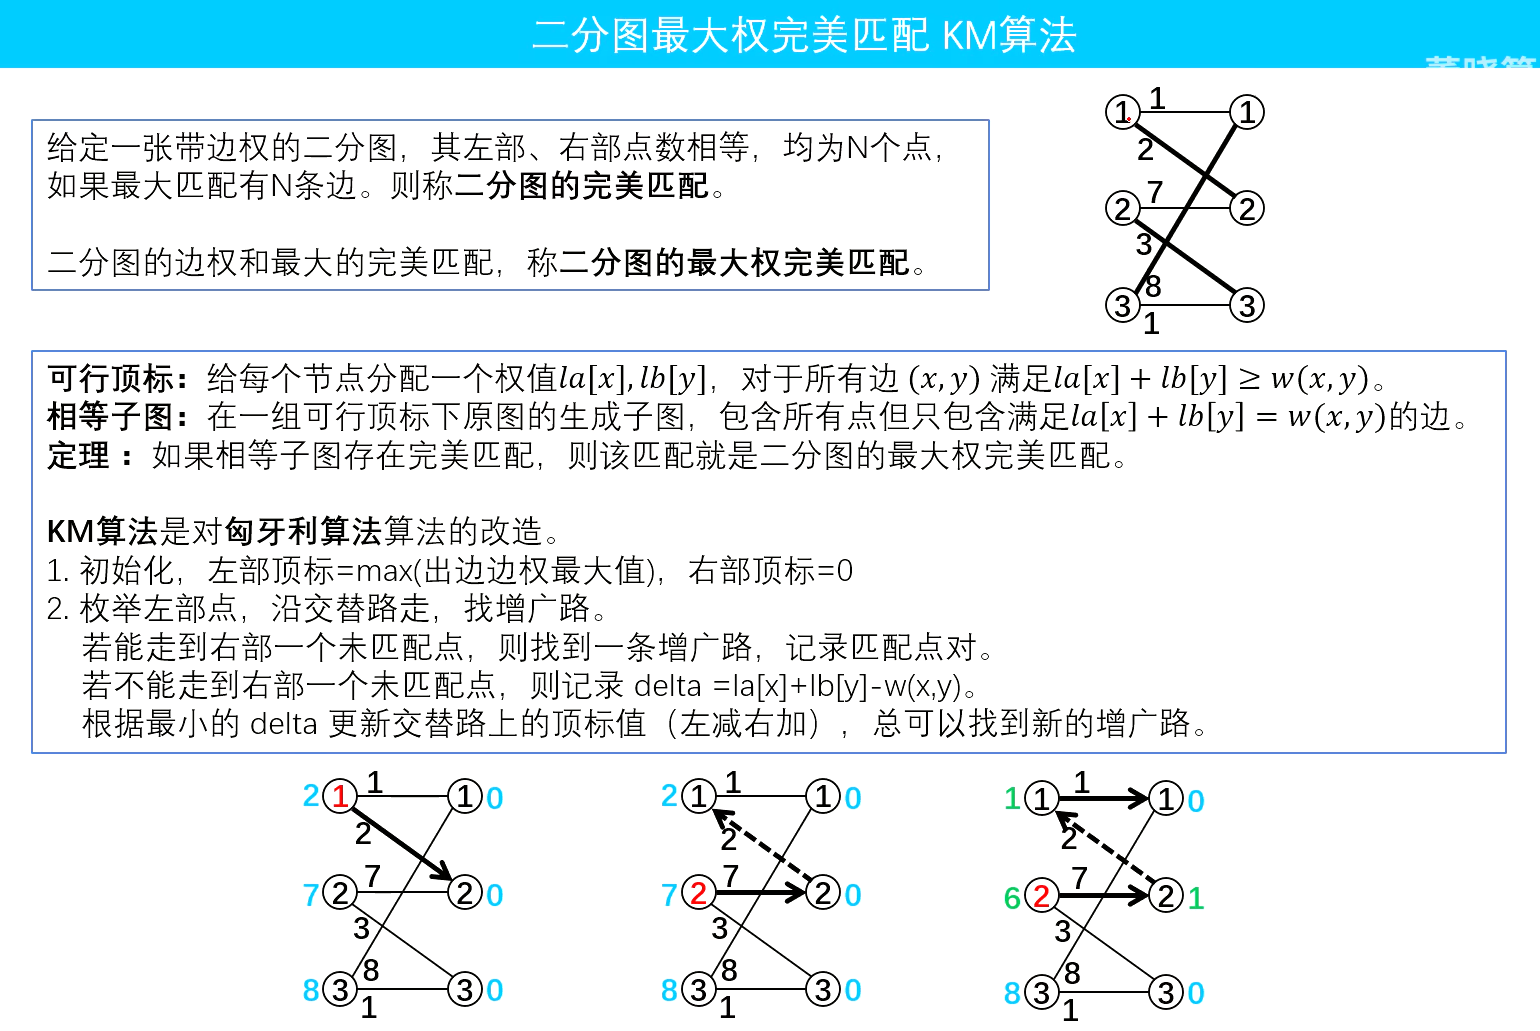 二分图最大权完美匹配 KM算法
给定一张带边权的二分图，其左部、右部点数相等，均为N个点，
如果最大匹配有N条边。则称二分图的完美匹配。
二分图的边权和最大的完美匹配，称二分图的最大权完美匹配。
1 1 1
2
2 7 2
3
8
3 3
1
可行顶标：给每个节点分配一个权值la[x], lb[y]，对于所有边 (x, y) 满足la[x] + lb[y] ≥ w(x, y)。
相等子图：在一组可行顶标下原图的生成子图，包含所有点但只包含满足la[x] + lb[y] = w(x, y)的边。
定理：如果相等子图存在完美匹配，则该匹配就是二分图的最大权完美匹配。
KM算法是对匈牙利算法算法的改造。
1. 初始化，左部顶标=max(出边边权最大值)，右部顶标=0
2. 枚举左部点，沿交替路走，找增广路。
若能走到右部一个未匹配点，则找到一条增广路，记录匹配点对。
若不能走到右部一个未匹配点，则记录 delta =la[x]+lb[y]-w(x,y)。
根据最小的 delta 更新交替路上的顶标值（左减右加），总可以找到新的增广路。
2 1 1 1 0
2
7 2 7 2 0
3
8 3 8 3 0
1
2 1 1 1 0
2
7 2 7 2 0
3
8 3 8 3 0
1
1 1 1 1 0
2
6 2 7 2 1
3
8 3 8 3 0
1